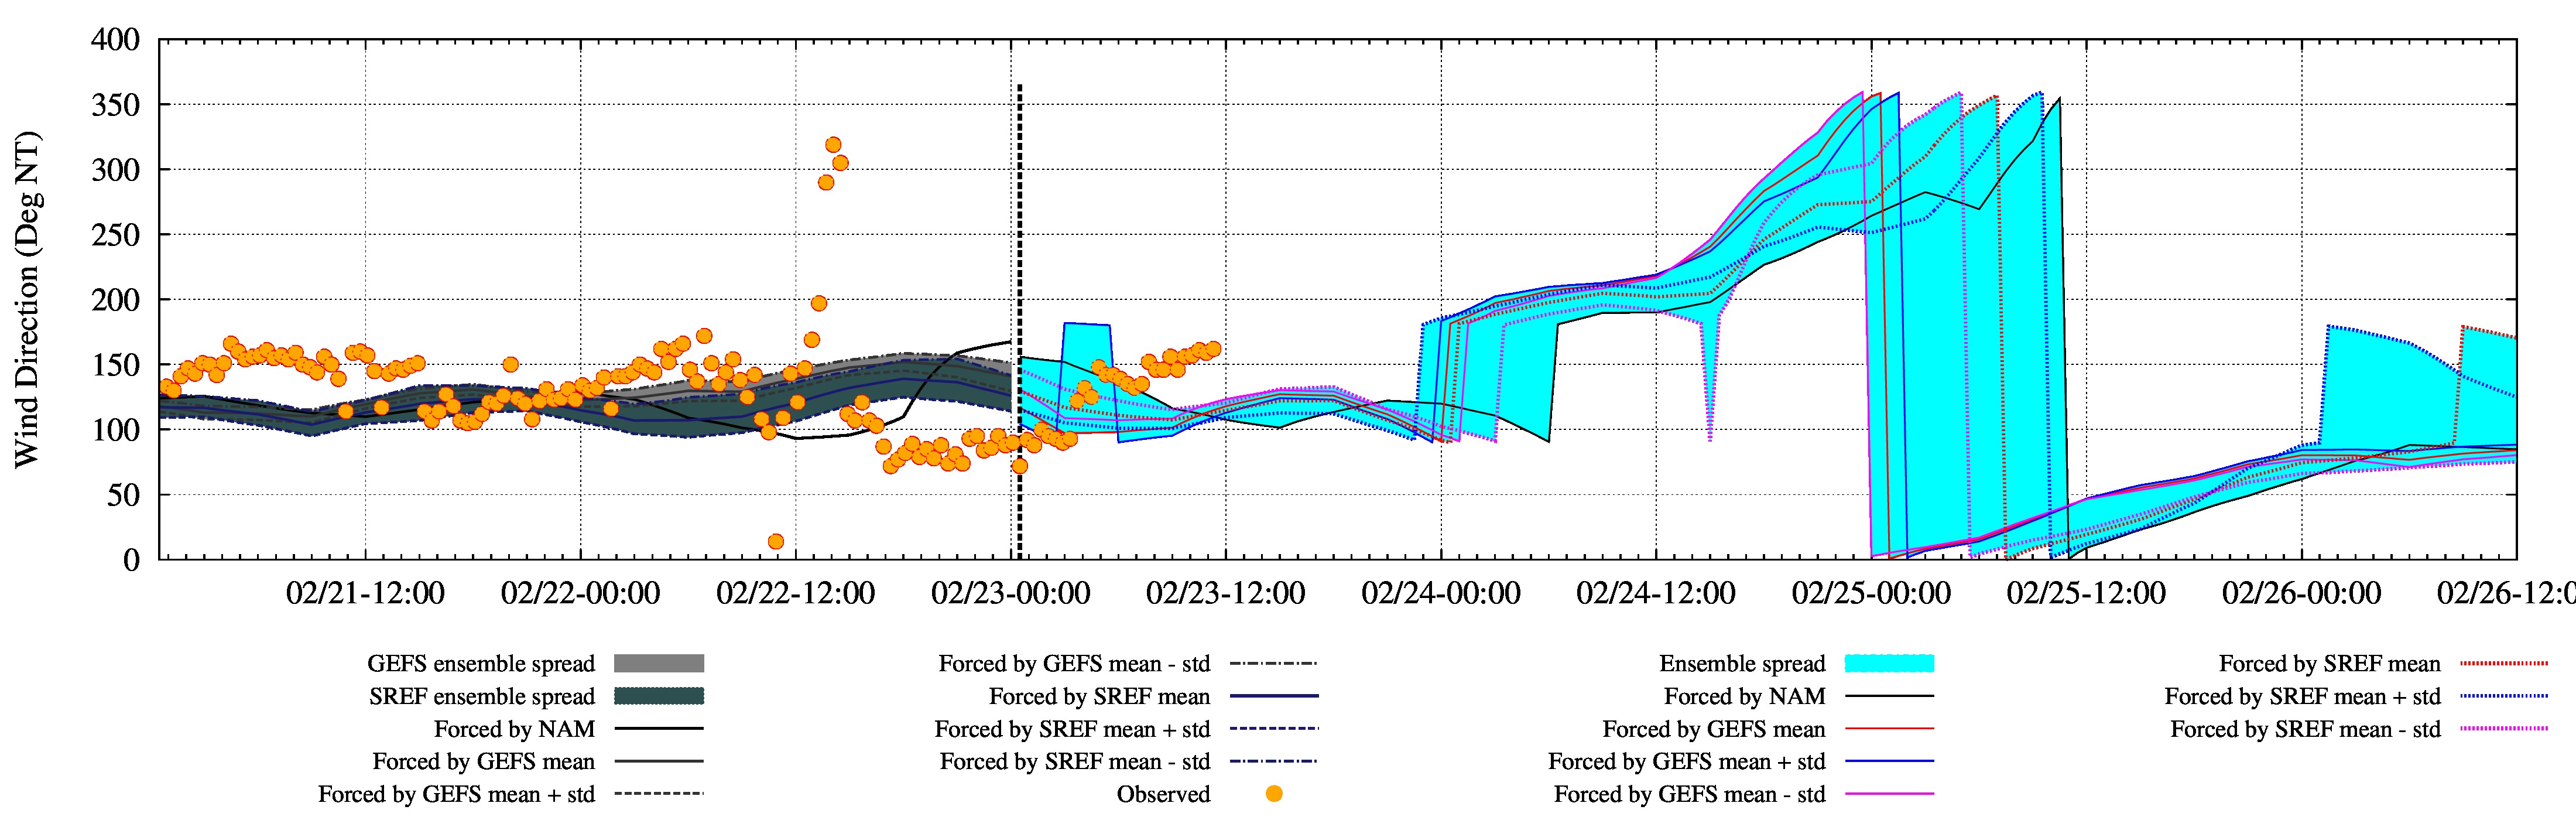 400
350
300
250
200
150
100
50
0
Wind Direction (Deg NT)
02/21-12:00 02/22-00:00 02/22-12:00 02/23-00:00 02/23-12:00 02/24-00:00 02/24-12:00 02/25-00:00 02/25-12:00 02/26-00:00 02/26-12:0
GEFS ensemble spread Forced by GEFS mean - std Ensemble spread Forced by SREF mean
SREF ensemble spread Forced by SREF mean Forced by NAM Forced by SREF mean + std
Forced by NAM Forced by SREF mean + std Forced by GEFS mean Forced by SREF mean - std
Forced by GEFS mean Forced by SREF mean - std Forced by GEFS mean + std
Forced by GEFS mean + std Observed Forced by GEFS mean - std